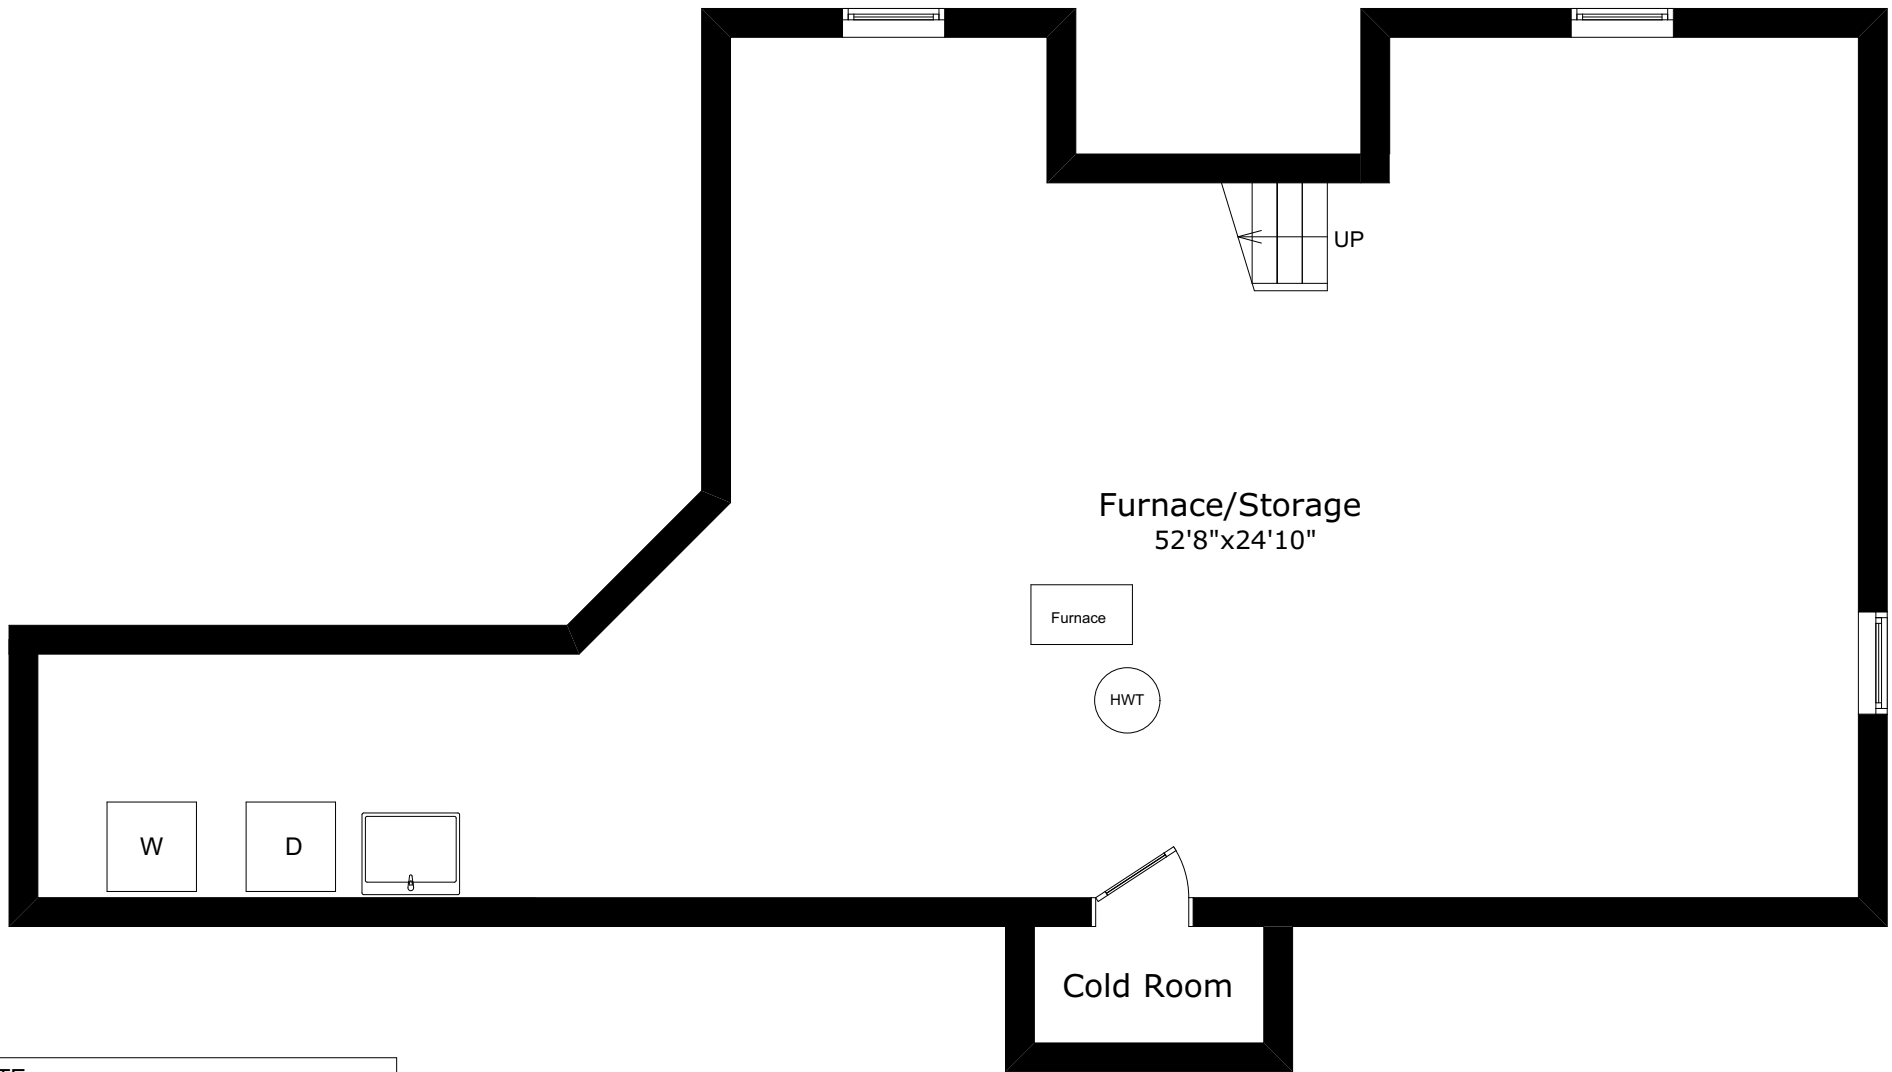 UP
Furnace/Storage
52'8"x24'10"
Furnace
HWT
W
D
Cold Room